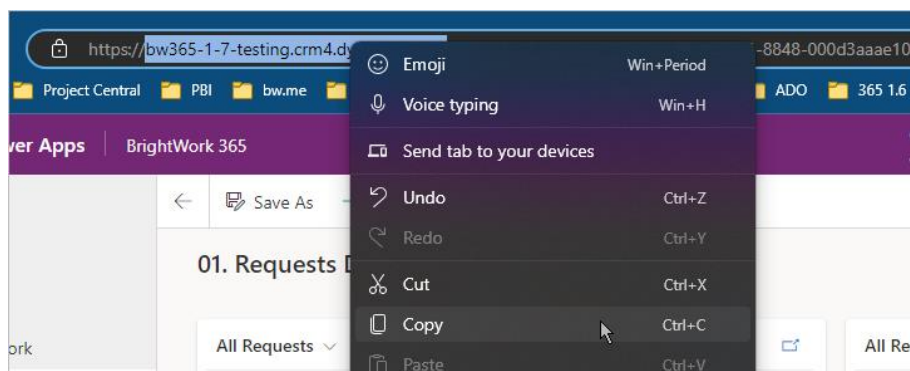 https://bw365-1-7-testing.crm4.dy -8848-000d3aaae10
Project Central PBI bw.me ADO 365 1.6
ver Apps BrightWork 365
Save As
01. Requests D
ork
All Requests
All Re
Emoji Win+Period
Voice typing Win+H
Send tab to your devices
Undo Ctrl+Z
Redo Ctrl+Y
Cut Ctrl+X
Copy Ctrl+C
Paste Ctrl+V